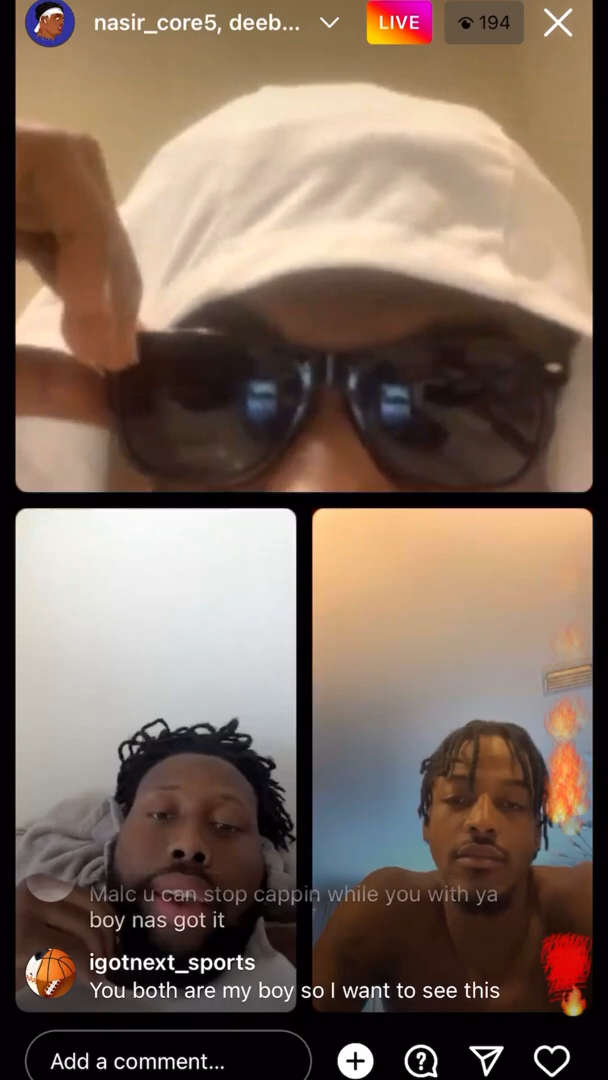 nasir_core5, deeb...
LIVE
194
Malc u can stop cappin while you with ya
boy nas got it
igotnext_sports
You both are my boy so I want to see this
Add a comment...